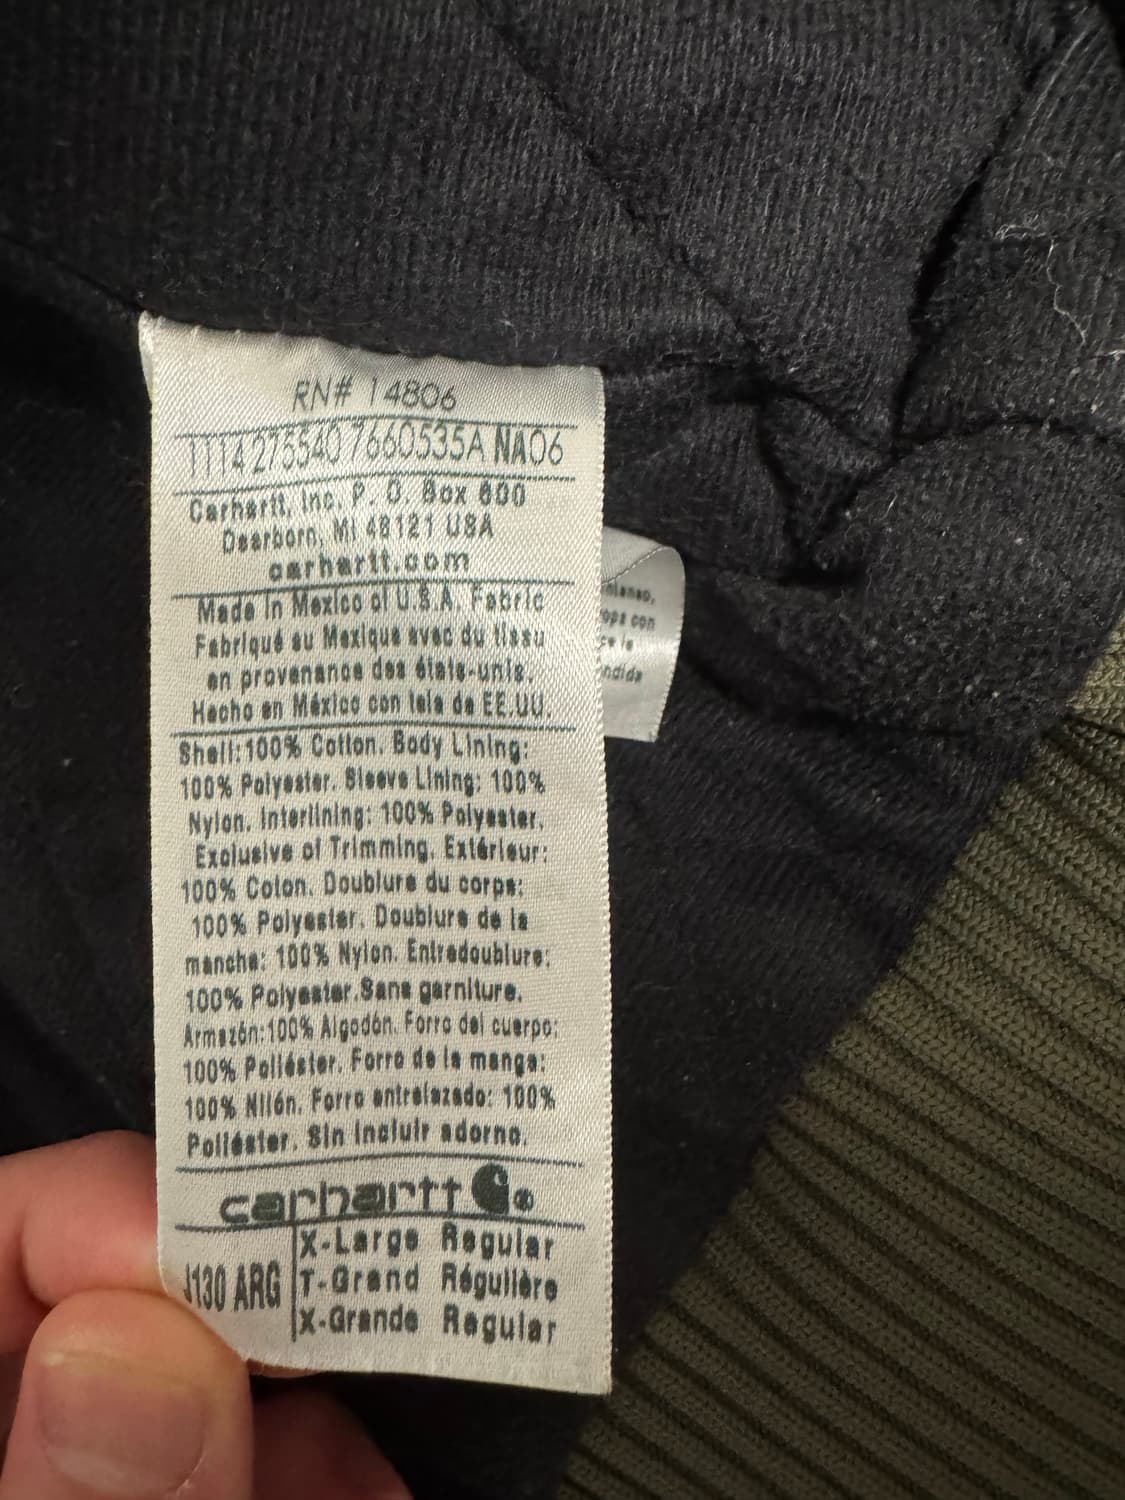 RN# 14806
1114275540 7660535A NA06
Carhartt, Inc. P. O. Box 600
Dearborn, MI 48121 USA
carhartt.com
Made in Mexico of U.S.A. Fabric
Fabriqué au Mexique avec du tissu
en provenance des états-unis.
Hecho en México con tela de EE.UU.
Shell:100% Cotton. Body Lining:
100% Polyester. Sleeve Lining: 100%
Nylon. Interlining: 100% Polyester.
Exclusive of Trimming. Extérieur:
100% Coton. Doublure du corps:
100% Polyester. Doublure de la
manche: 100% Nylon. Entredoublure:
100% Polyester.Sans garniture.
Armazón:100% Algodón. Forro del cuerpo:
100% Poliéster. Forro de la manga:
100% Nilón. Forro entrelazado: 100%
Poliéster. Sin incluir adorno.
carhartt ®
J130 ARG
X-Large Regular
T-Grand Régulière
X-Grande Regular
con